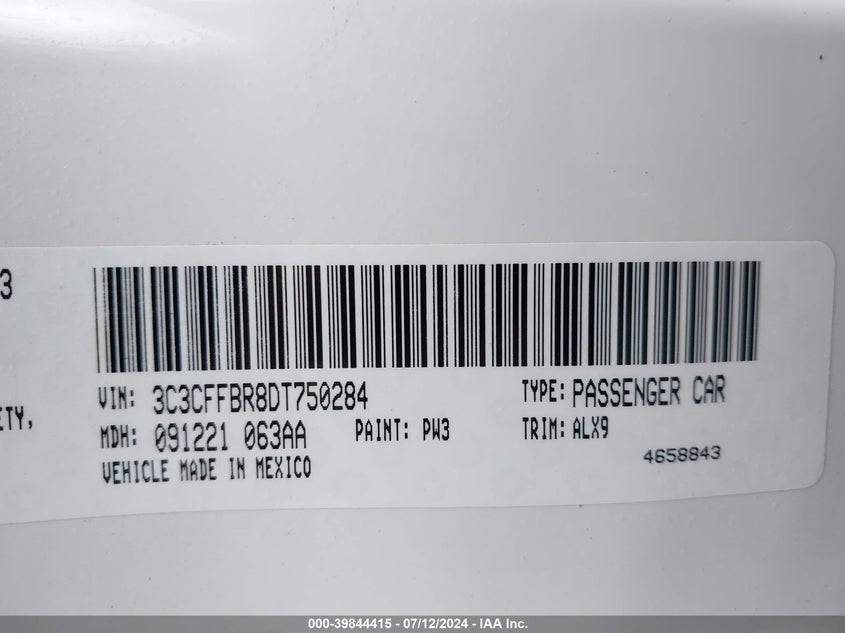 3
VIN: 3C3CFFBR8DT750284 TYPE: PASSENGER CAR
ETY,
MDH: 091221 063AA PAINT: PW3 TRIM: ALX9
VEHICLE MADE IN MEXICO 4658843
000-39844415 - 07/12/2024 - IAA Inc.